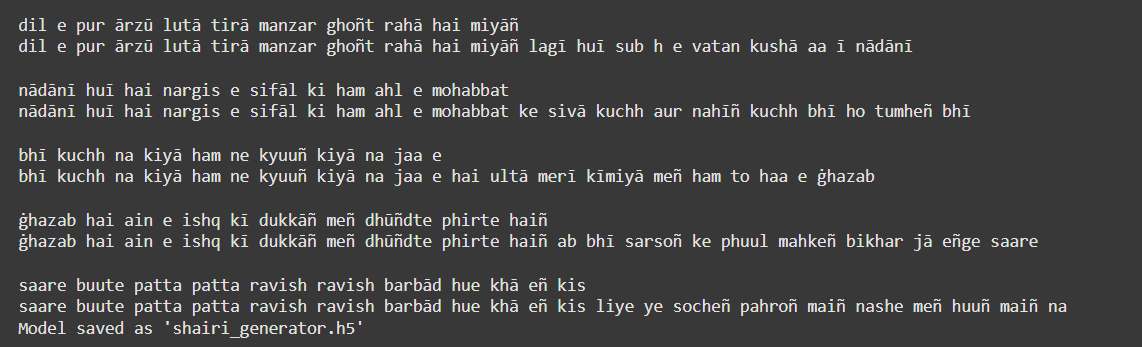 dil e pur ārzū lutā tirā manzar ghoñt rahā hai miyāñ
dil e pur ārzū lutā tirā manzar ghoñt rahā hai miyāñ lagī huī sub h e vatan kushā aa ī nādānī
nādānī huī hai nargis e sifāl ki ham ahl e mohabbat
nādānī huī hai nargis e sifāl ki ham ahl e mohabbat ke sivā kuchh aur nahīñ kuchh bhī ho tumheñ bhī
bhī kuchh na kiyā ham ne kyuuñ kiyā na jaa e
bhī kuchh na kiyā ham ne kyuuñ kiyā na jaa e hai ultā merī kīmiyā meñ ham to haa e ġhazab
ġhazab hai ain e ishq kī dukkāñ meñ dhūñdte phirte haiñ
ġhazab hai ain e ishq kī dukkāñ meñ dhūñdte phirte haiñ ab bhī sarsoñ ke phuul mahkeñ bikhar jā eñge saare
saare buute patta patta ravish ravish barbād hue khā eñ kis
saare buute patta patta ravish ravish barbād hue khā eñ kis liye ye socheñ pahroñ maiñ nashe meñ huuñ maiñ na
Model saved as 'shairi_generator.h5'